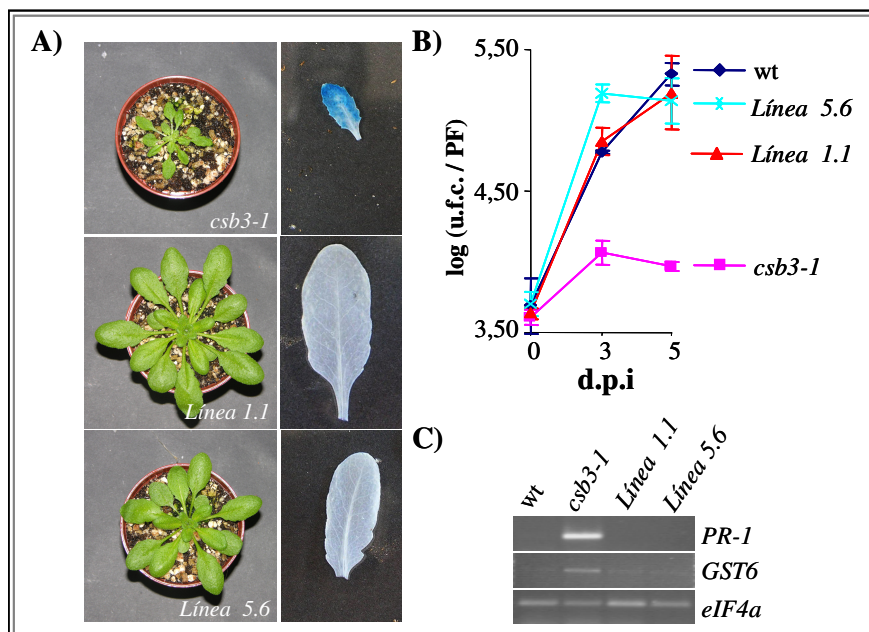 A)
csb3-1
Línea 1.1
Línea 5.6
B)
log (u.f.c. / PF)
5,50
4,50
3,50
0 3 5
d.p.i
wt
Línea 5.6
Línea 1.1
csb3-1
C)
wt csb3-1 Línea 1.1 Línea 5.6
PR-1
GST6
eIF4a